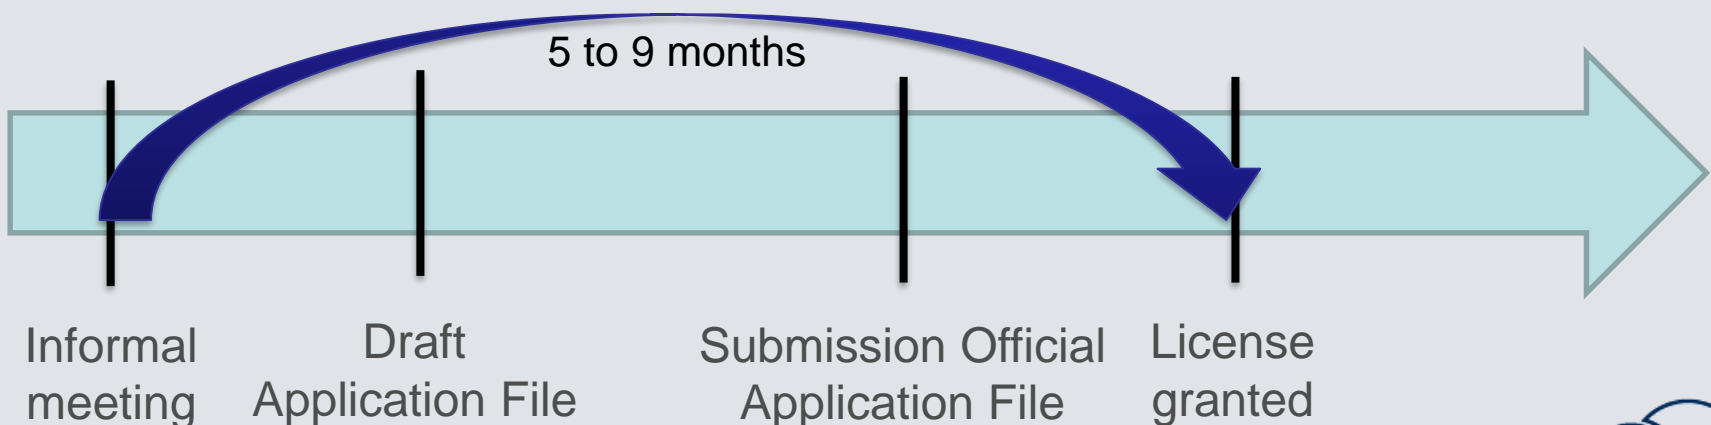 5 to 9 months
Informal
meeting
Draft
Application File
Submission Official
Application File
License
granted